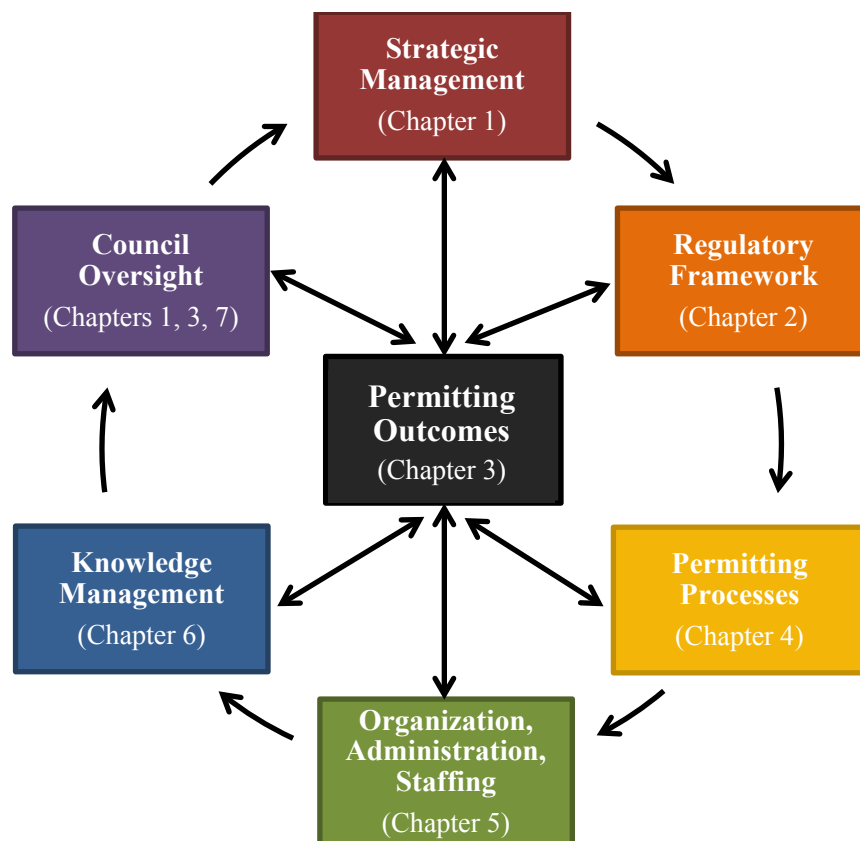 Strategic
Management
(Chapter 1)
Council
Oversight
(Chapters 1, 3, 7)
Regulatory
Framework
(Chapter 2)
Permitting
Outcomes
(Chapter 3)
Knowledge
Management
(Chapter 6)
Permitting
Processes
(Chapter 4)
Organization,
Administration,
Staffing
(Chapter 5)